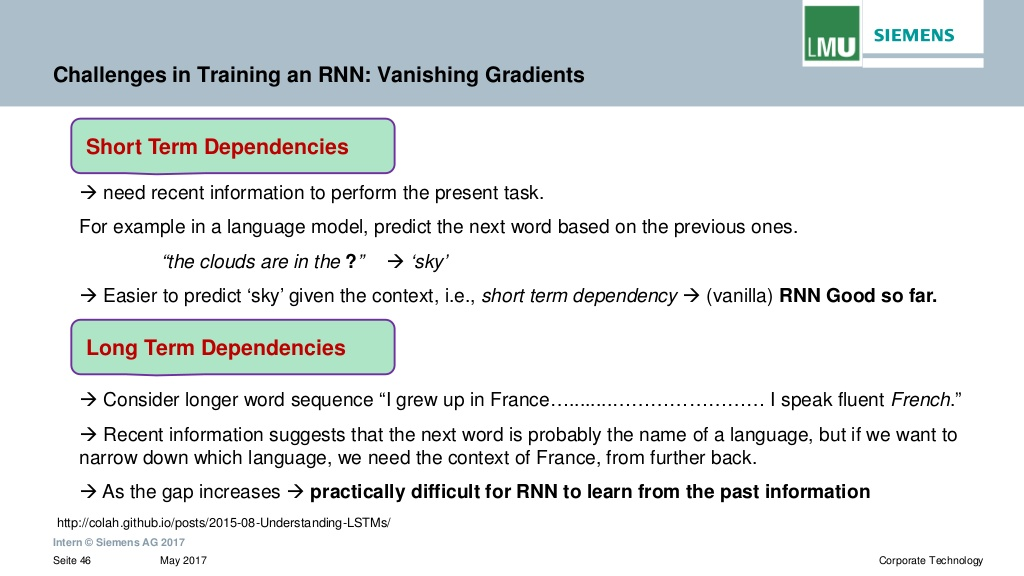 LMU SIEMENS
Challenges in Training an RNN: Vanishing Gradients
Short Term Dependencies
→ need recent information to perform the present task.
For example in a language model, predict the next word based on the previous ones.
“the clouds are in the ?” → ‘sky’
→ Easier to predict ‘sky’ given the context, i.e., short term dependency → (vanilla) RNN Good so far.
Long Term Dependencies
→ Consider longer word sequence “I grew up in France…..........…………………… I speak fluent French.”
→ Recent information suggests that the next word is probably the name of a language, but if we want to
narrow down which language, we need the context of France, from further back.
→ As the gap increases → practically difficult for RNN to learn from the past information
http://colah.github.io/posts/2015-08-Understanding-LSTMs/
Intern © Siemens AG 2017
Seite 46 May 2017 Corporate Technology